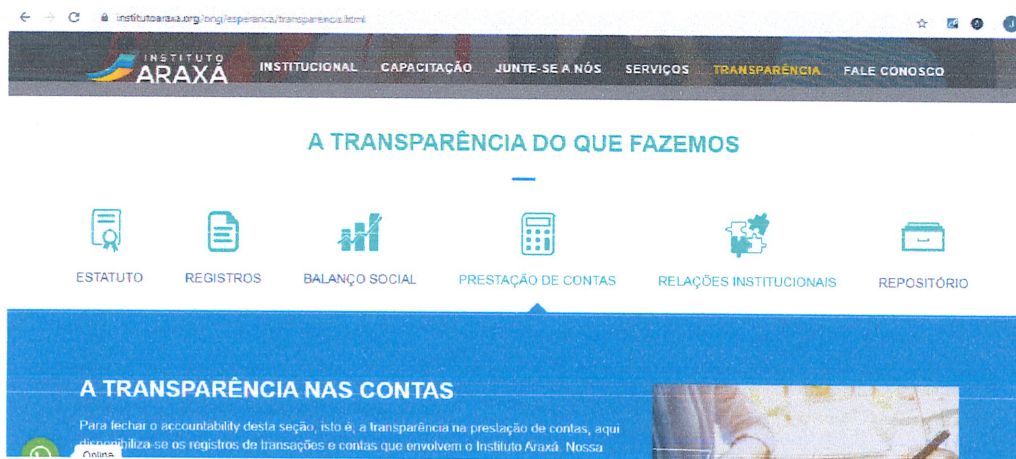 institutoaraxa.org/ong/esperanca/transparencia.html
INSTITUTO
ARAXÁ
INSTITUCIONAL CAPACITAÇÃO JUNTE-SE A NÓS SERVIÇOS TRANSPARÊNCIA FALE CONOSCO
A TRANSPARÊNCIA DO QUE FAZEMOS
ESTATUTO REGISTROS BALANÇO SOCIAL PRESTAÇÃO DE CONTAS RELAÇÕES INSTITUCIONAIS REPOSITÓRIO
A TRANSPARÊNCIA NAS CONTAS
Para fechar o accountability desta seção, isto é, a transparência na prestação de contas, aqui
disponibiliza-se os registros de transações e contas que envolvem o Instituto Araxá. Nossa
Online